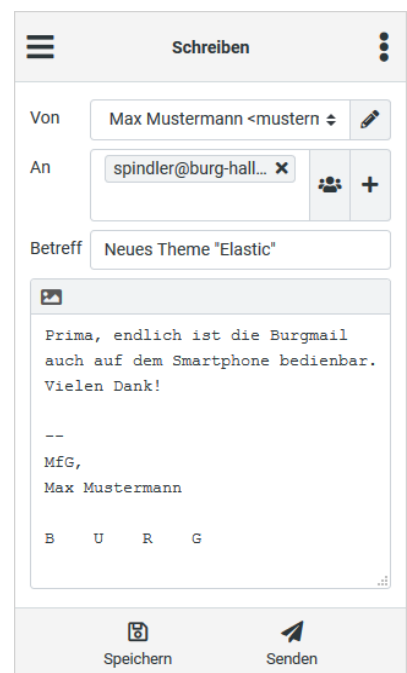 Schreiben
Von Max Mustermann <mustern
An spindler@burg-hall...
Betreff Neues Theme "Elastic"
Prima, endlich ist die Burgmail
auch auf dem Smartphone bedienbar.
Vielen Dank!
--
MfG,
Max Mustermann
B U R G
Speichern Senden